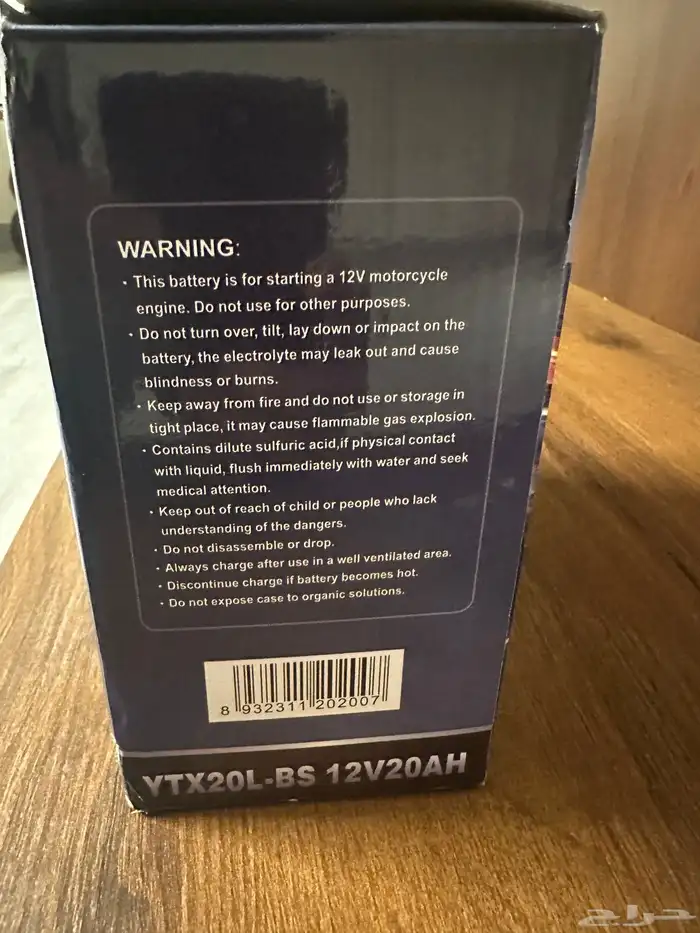 WARNING:
· This battery is for starting a 12V motorcycle
engine. Do not use for other purposes.
· Do not turn over, tilt, lay down or impact on the
battery, the electrolyte may leak out and cause
blindness or burns.
· Keep away from fire and do not use or storage in
tight place, it may cause flammable gas explosion.
· Contains dilute sulfuric acid,if physical contact
with liquid, flush immediately with water and seek
medical attention.
· Keep out of reach of child or people who lack
understanding of the dangers.
· Do not disassemble or drop.
· Always charge after use in a well ventilated area.
· Discontinue charge if battery becomes hot.
· Do not expose case to organic solutions.
8 932311 202007
YTX20L-BS 12V20AH
حراج